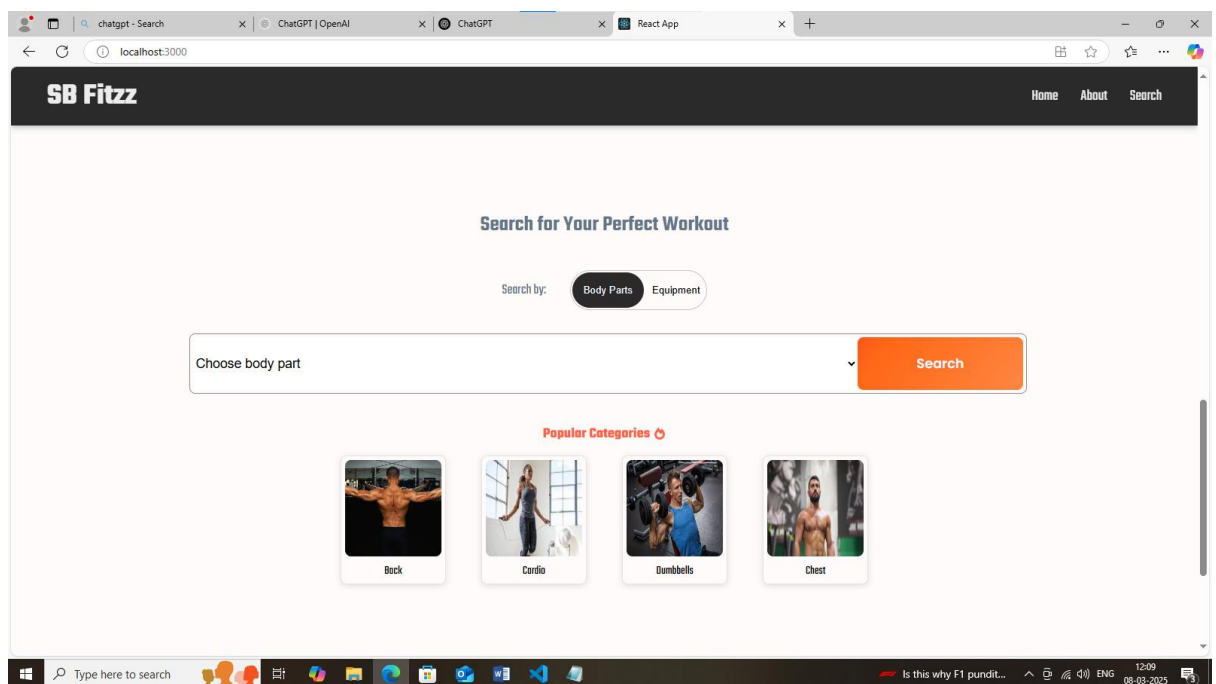 chatgpt - Search
ChatGPT | OpenAI
ChatGPT
React App
localhost:3000
SB Fitzz
Home About Search
Search for Your Perfect Workout
Search by: Body Parts Equipment
Choose body part
Search
Popular Categories
Back Cardio Dumbbells Chest
Type here to search
Is this why F1 pundit...
ENG
12:09
08-03-2025
3